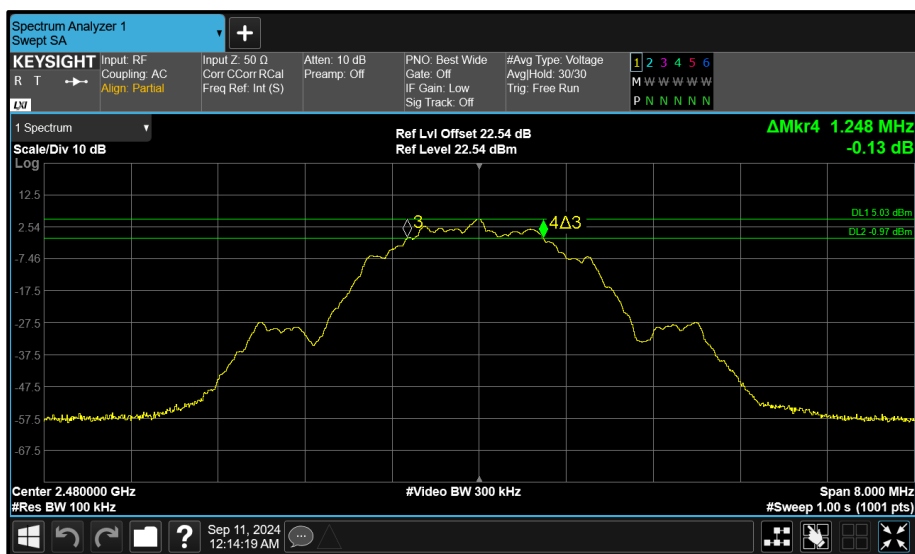 Spectrum Analyzer 1
Swept SA
+
KEYSIGHT
R T
LXI
Input: RF
Coupling: AC
Align: Partial
Input Z: 50 Ω
Corr CCorr RCal
Freq Ref: Int (S)
Atten: 10 dB
Preamp: Off
PNO: Best Wide
Gate: Off
IF Gain: Low
Sig Track: Off
#Avg Type: Voltage
Avg|Hold: 30/30
Trig: Free Run
1 2 3 4 5 6
M W W W W W
P N N N N N
1 Spectrum
Scale/Div 10 dB
Log
Ref Lvl Offset 22.54 dB
Ref Level 22.54 dBm
ΔMkr4 1.248 MHz
-0.13 dB
12.5
2.54
-7.46
-17.5
-27.5
-37.5
-47.5
-57.5
-67.5
3
4Δ3
DL1 5.03 dBm
DL2 -0.97 dBm
Center 2.480000 GHz
#Res BW 100 kHz
#Video BW 300 kHz
Span 8.000 MHz
#Sweep 1.00 s (1001 pts)
?
Sep 11, 2024
12:14:19 AM